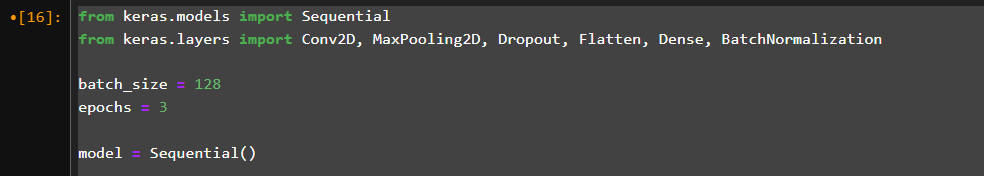 •[16]: from keras.models import Sequential
from keras.layers import Conv2D, MaxPooling2D, Dropout, Flatten, Dense, BatchNormalization
batch_size = 128
epochs = 3
model = Sequential()